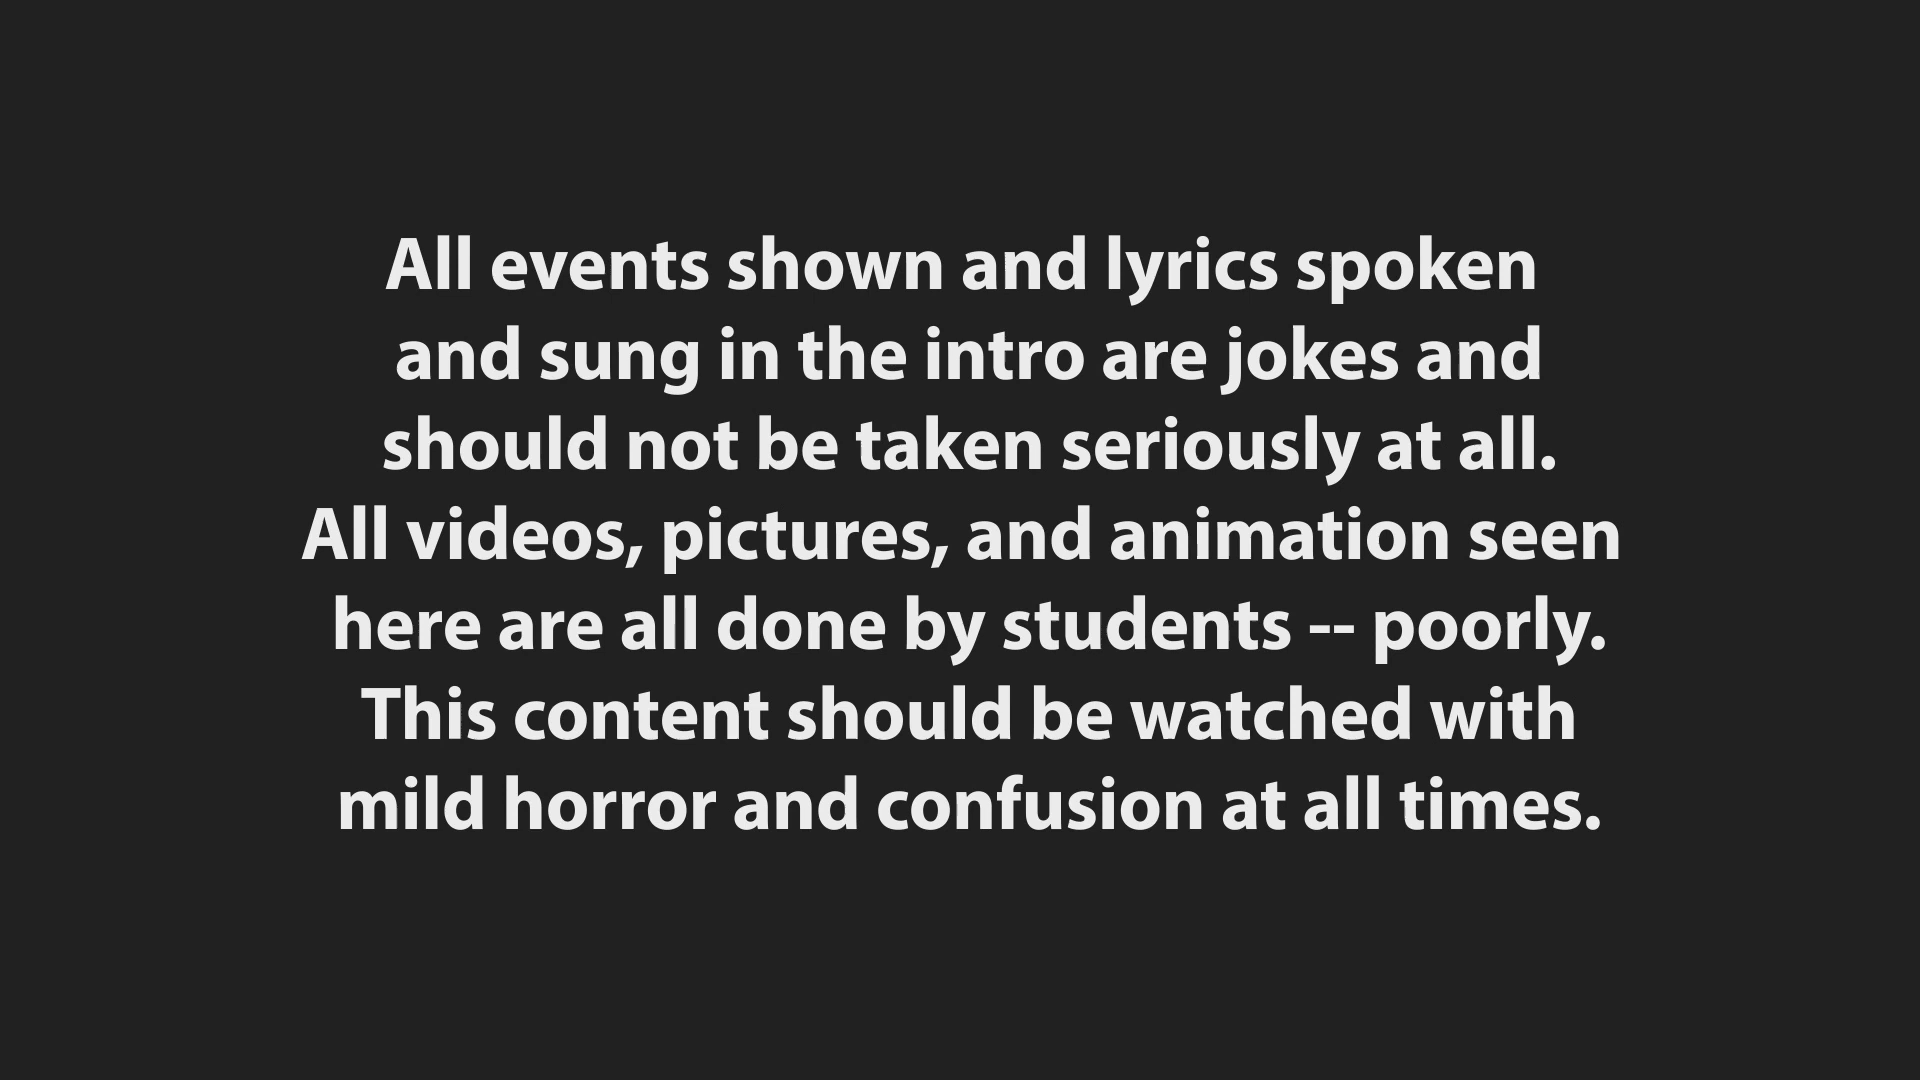 All events shown and lyrics spoken
and sung in the intro are jokes and
should not be taken seriously at all.
All videos, pictures, and animation seen
here are all done by students -- poorly.
This content should be watched with
mild horror and confusion at all times.